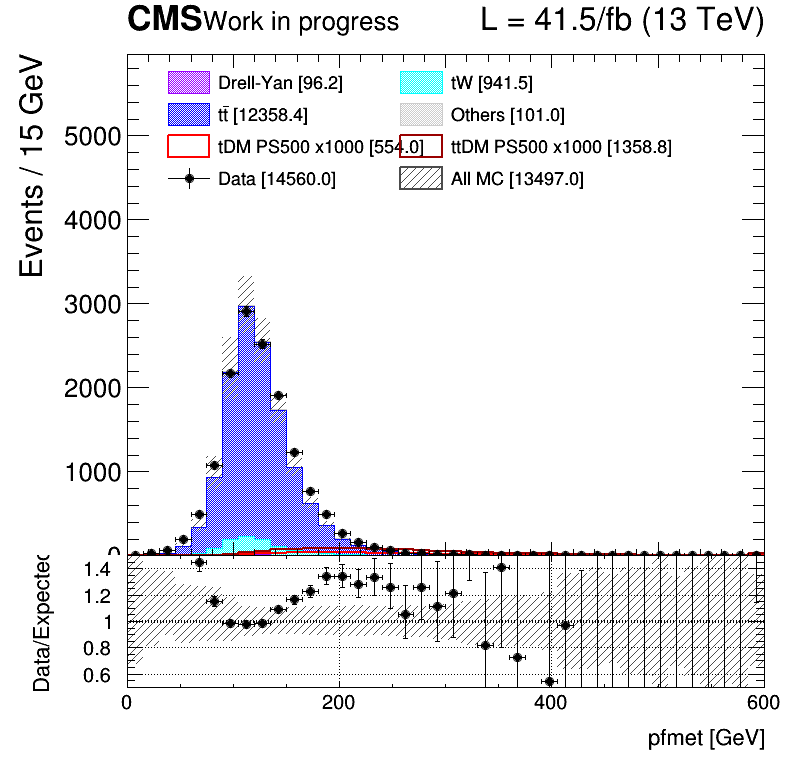 CMS Work in progress L = 41.5/fb (13 TeV)
Events / 15 GeV
Drell-Yan [96.2] tW [941.5]
tt̄ [12358.4] Others [101.0]
tDM PS500 x1000 [554.0] ttDM PS500 x1000 [1358.8]
Data [14560.0] All MC [13497.0]
5000
4000
3000
2000
1000
0
Data/Expected
1.4
1.2
1
0.8
0.6
0 200 400 600
pfmet [GeV]